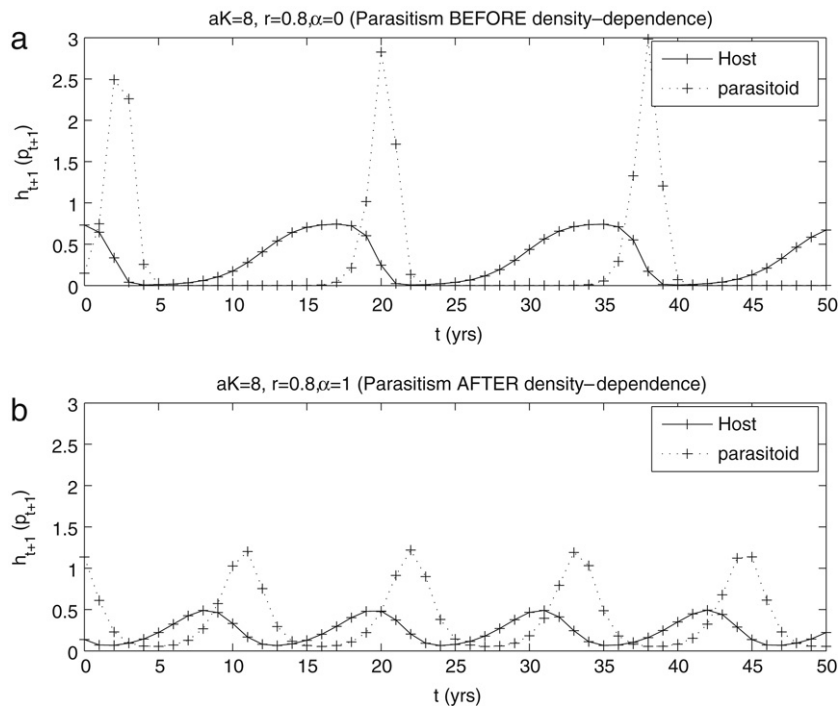 a
aK=8, r=0.8,α=0 (Parasitism BEFORE density−dependence)
3
2.5
2
1.5
1
0.5
0
h_{t+1} (p_{t+1})
Host
parasitoid
0 5 10 15 20 25 30 35 40 45 50
t (yrs)
b
aK=8, r=0.8,α=1 (Parasitism AFTER density−dependence)
3
2.5
2
1.5
1
0.5
0
h_{t+1} (p_{t+1})
Host
parasitoid
0 5 10 15 20 25 30 35 40 45 50
t (yrs)